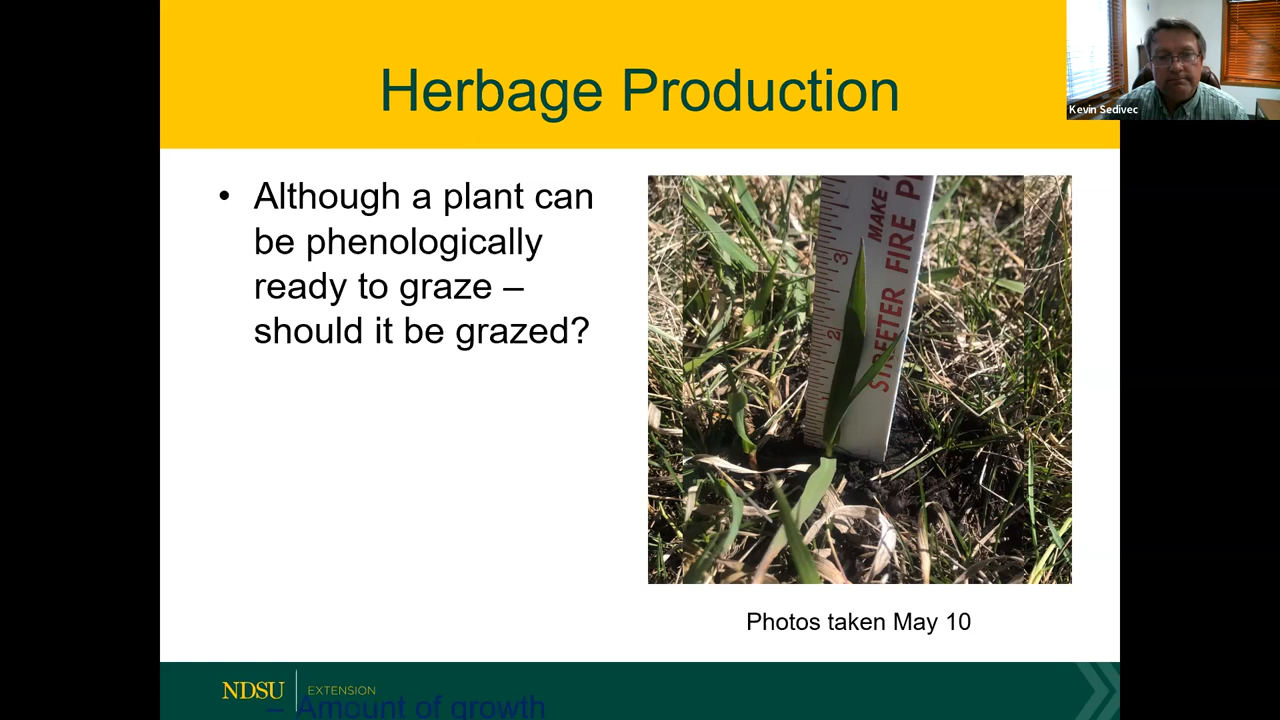 Herbage Production
Kevin Sedivec
• Although a plant can
be phenologically
ready to graze –
should it be grazed?
3
2
MAKE
STREETER FIRE
Photos taken May 10
NDSU
EXTENSION
– Amount of growth